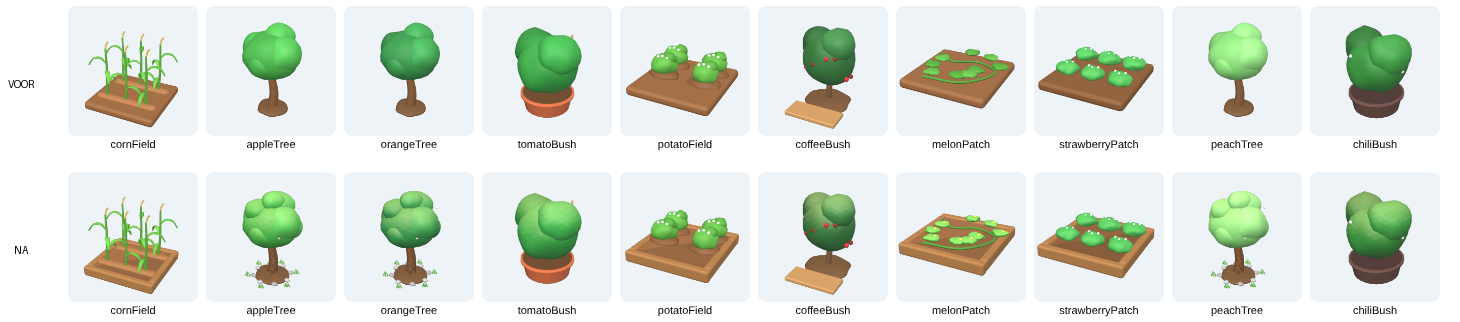 VOOR
cornField appleTree orangeTree tomatoBush potatoField coffeeBush melonPatch strawberryPatch peachTree chiliBush
NA
cornField appleTree orangeTree tomatoBush potatoField coffeeBush melonPatch strawberryPatch peachTree chiliBush